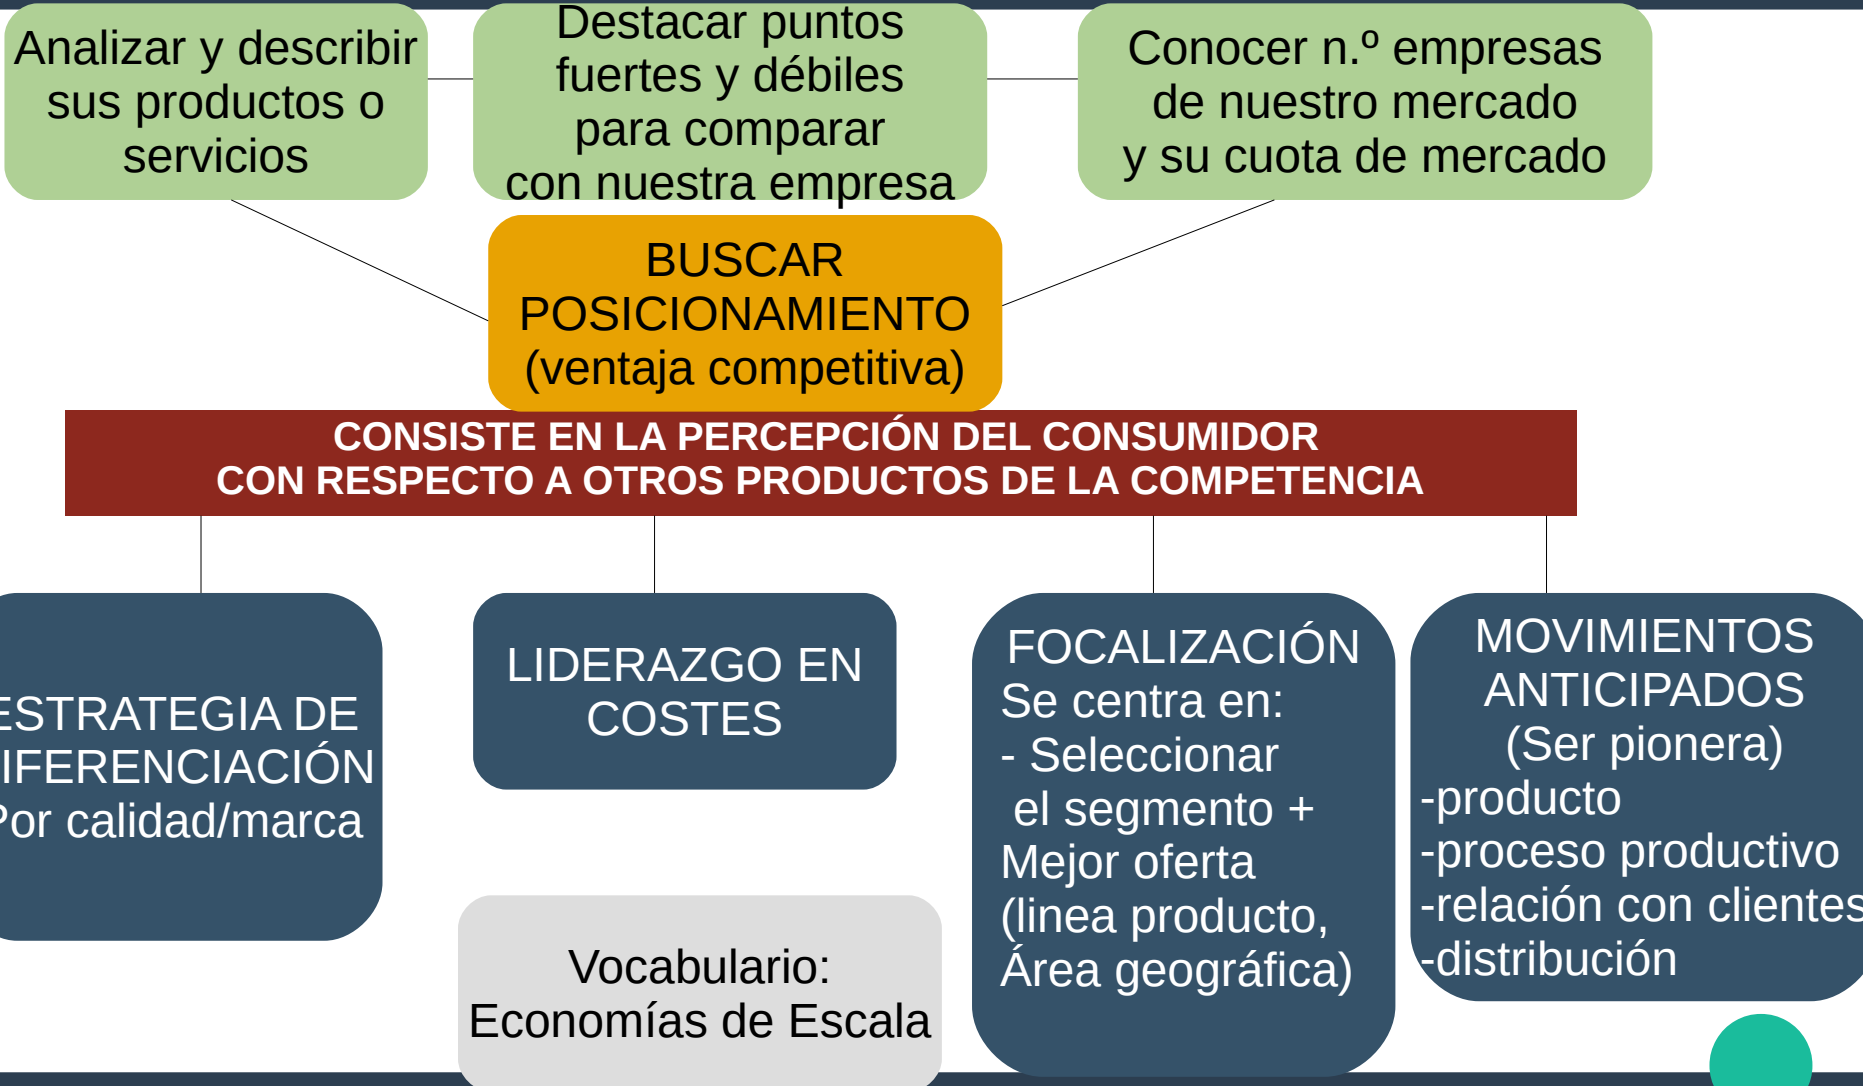 Analizar y describir
sus productos o
servicios
Destacar puntos
fuertes y débiles
para comparar
con nuestra empresa
Conocer n.º empresas
de nuestro mercado
y su cuota de mercado
BUSCAR
POSICIONAMIENTO
(ventaja competitiva)
CONSISTE EN LA PERCEPCIÓN DEL CONSUMIDOR
CON RESPECTO A OTROS PRODUCTOS DE LA COMPETENCIA
ESTRATEGIA DE
IFERENCIACIÓN
Por calidad/marca
LIDERAZGO EN
COSTES
Vocabulario:
Economías de Escala
FOCALIZACIÓN
Se centra en:
- Seleccionar
el segmento +
Mejor oferta
(linea producto,
Área geográfica)
MOVIMIENTOS
ANTICIPADOS
(Ser pionera)
-producto
-proceso productivo
-relación con clientes
-distribución